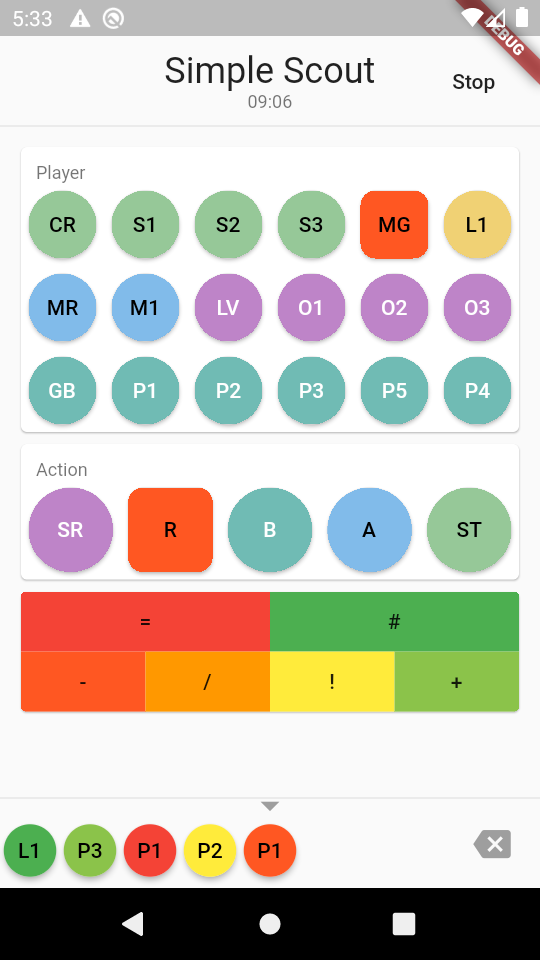 5:33
DEBUG
Simple Scout
Stop
09:06
Player
CR S1 S2 S3 MG L1
MR M1 LV O1 O2 O3
GB P1 P2 P3 P5 P4
Action
SR R B A ST
= #
- / ! +
L1 P3 P1 P2 P1